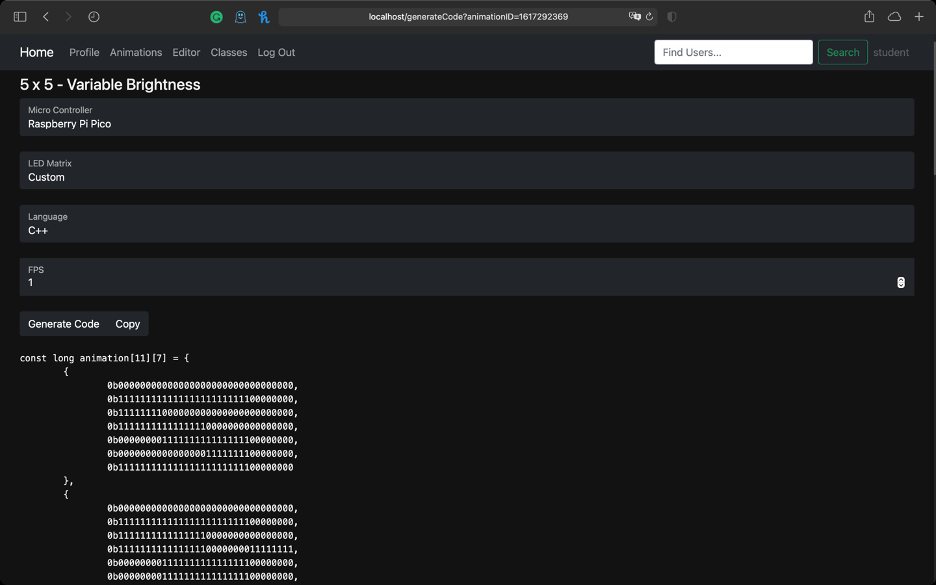 localhost/generateCode?animationID=1617292369
Home Profile Animations Editor Classes Log Out Find Users... Search student
5 x 5 - Variable Brightness
Micro Controller
Raspberry Pi Pico
LED Matrix
Custom
Language
C++
FPS
1
Generate Code Copy
const long animation[11][7] = {
{
0b00000000000000000000000000000000,
0b11111111111111111111111100000000,
0b11111111000000000000000000000000,
0b11111111111111110000000000000000,
0b00000000111111111111111100000000,
0b00000000000000001111111100000000,
0b11111111111111111111111100000000
},
{
0b00000000000000000000000000000000,
0b11111111111111111111111100000000,
0b11111111111111110000000000000000,
0b11111111111111110000000011111111,
0b00000000111111111111111100000000,
0b00000000111111111111111100000000,